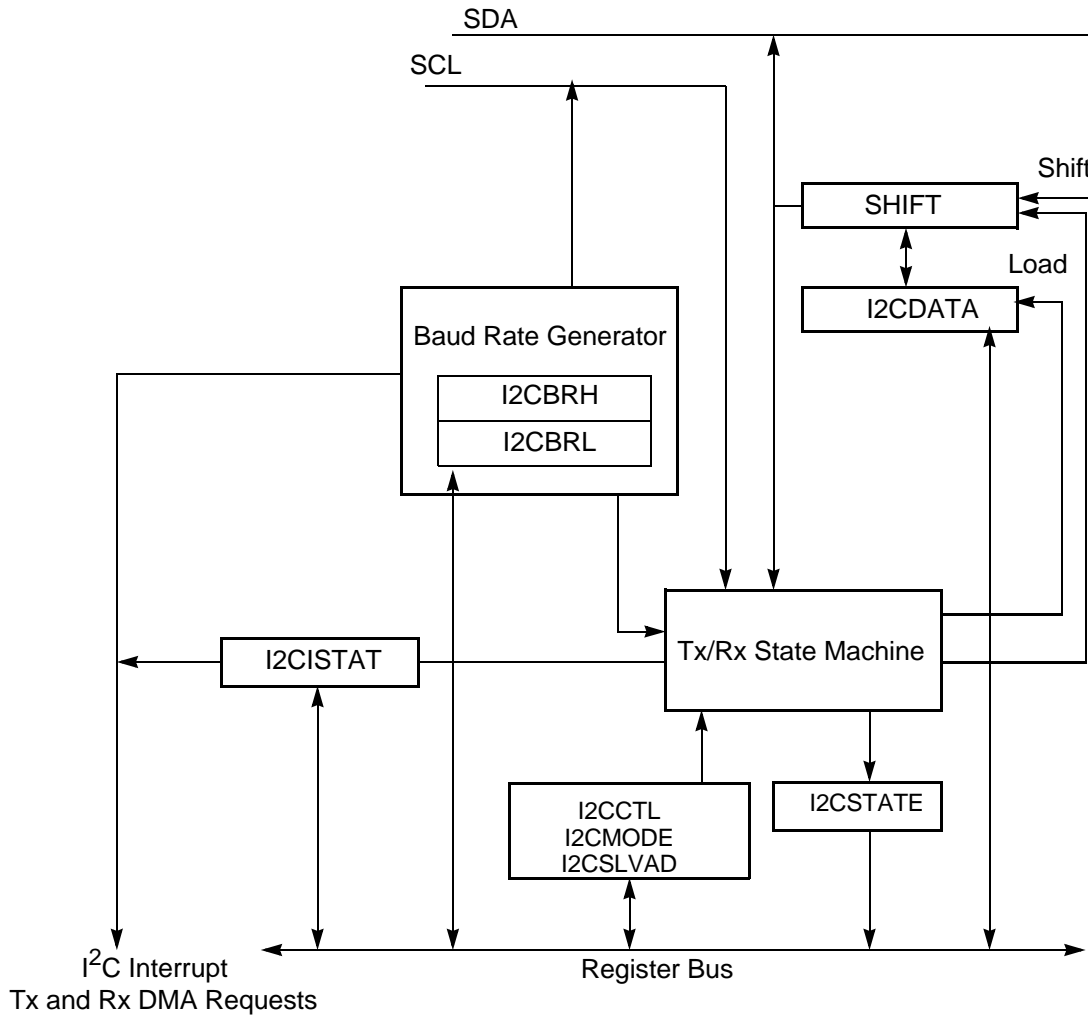 SDA
SCL
Shift
SHIFT
Load
I2CDATA
Baud Rate Generator
I2CBRH
I2CBRL
Tx/Rx State Machine
I2CISTAT
I2CCTL
I2CMODE
I2CSLVAD
I2CSTATE
I²C Interrupt
Tx and Rx DMA Requests
Register Bus